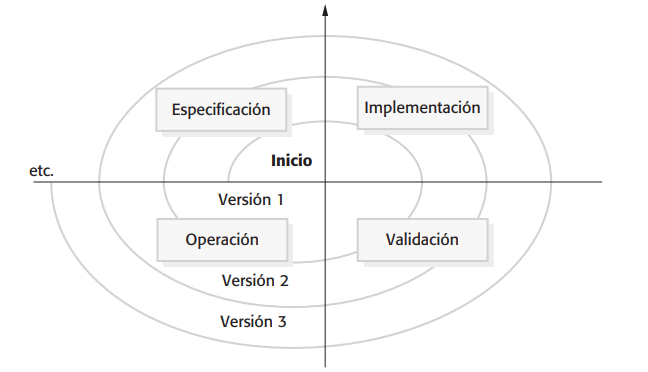 Especificación
Implementación
Inicio
etc.
Versión 1
Operación
Validación
Versión 2
Versión 3